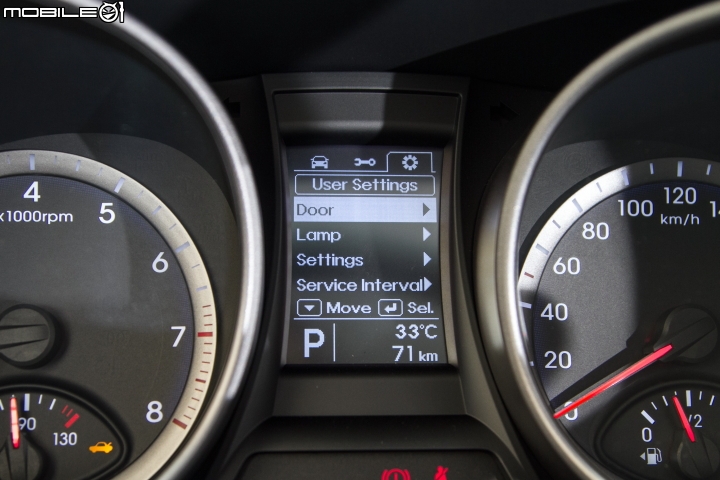 MOBILE01
User Settings
Door
Lamp
Settings
Service Interval
Move Sel.
P
33°C
71 km
4
5
6
7
8
x1000rpm
90
130
0
20
40
60
80
100
120
km/h
0
1/2